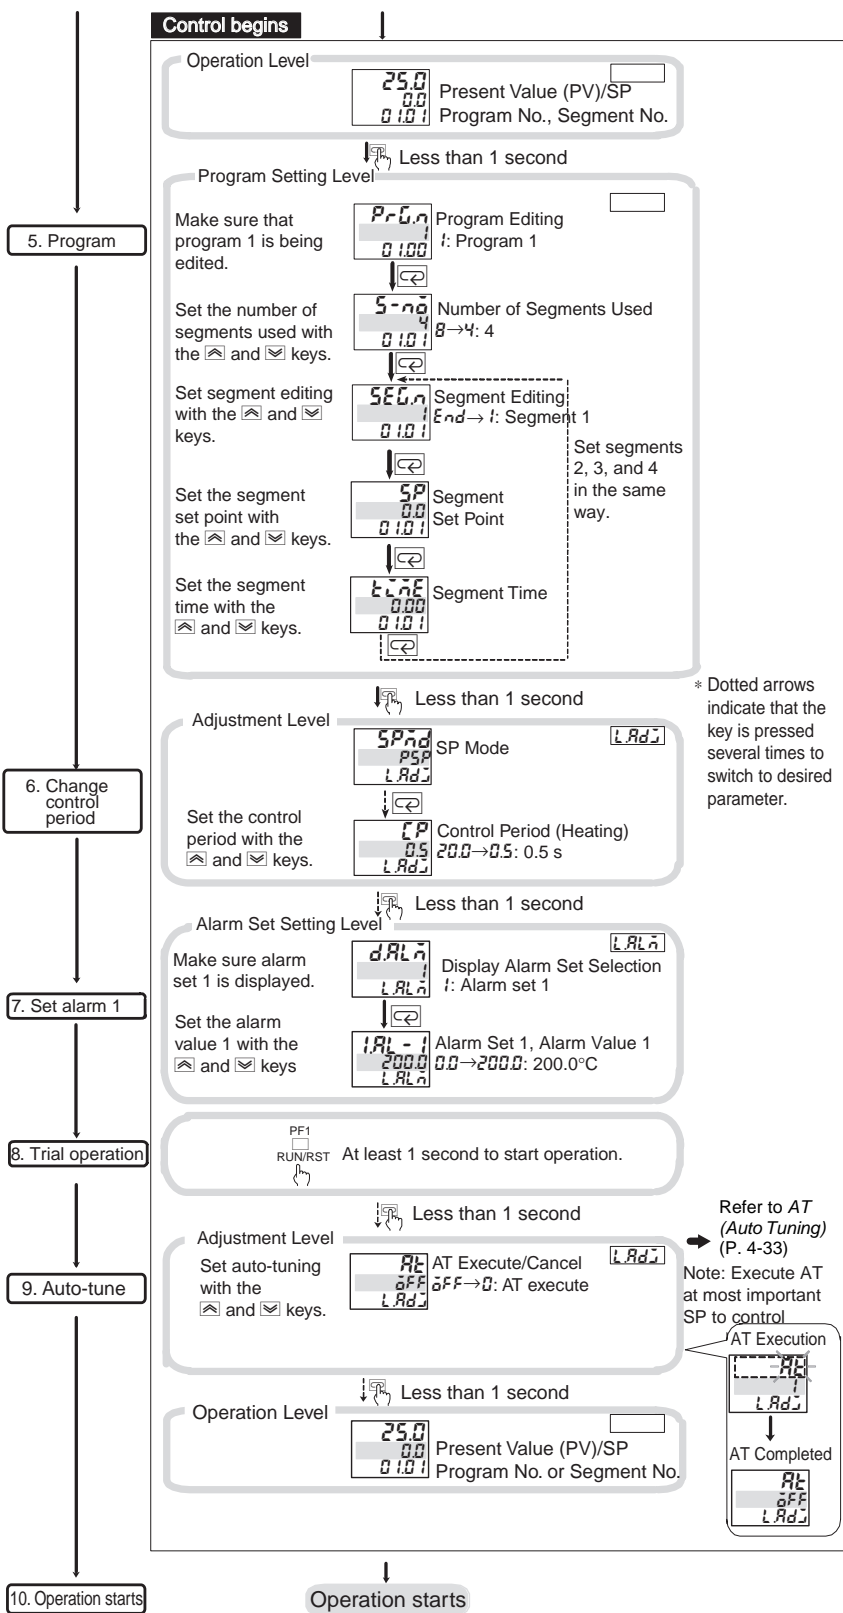 Control begins
Operation Level
25.0
0.0
01.01
Present Value (PV)/SP
Program No., Segment No.
Less than 1 second
Program Setting Level
5. Program
Make sure that
program 1 is being
edited.
PrG.n
1
01.00
Program Editing
1: Program 1
Set the number of
segments used with
the and keys.
S-no
4
01.01
Number of Segments Used
8→4: 4
Set segment editing
with the and
keys.
SEG.n
1
01.01
Segment Editing
End→1: Segment 1
Set segments
2, 3, and 4
in the same
way.
Set the segment
set point with
the and keys.
SP
0.0
01.01
Segment
Set Point
Set the segment
time with the
and keys.
timE
0.00
01.01
Segment Time
Less than 1 second
* Dotted arrows
indicate that the
key is pressed
several times to
switch to desired
parameter.
Adjustment Level
L.AdJ
6. Change
control
period
SPmd
PSP
L.AdJ
SP Mode
Set the control
period with the
and keys.
CP
0.5
L.AdJ
Control Period (Heating)
20.0→0.5: 0.5 s
Less than 1 second
Alarm Set Setting Level
L.ALm
7. Set alarm 1
Make sure alarm
set 1 is displayed.
d.ALm
1
L.ALm
Display Alarm Set Selection
1: Alarm set 1
Set the alarm
value 1 with the
and keys
1.AL-1
200.0
L.ALm
Alarm Set 1, Alarm Value 1
0.0→200.0: 200.0°C
8. Trial operation
PF1
RUN/RST
At least 1 second to start operation.
Less than 1 second
Adjustment Level
L.AdJ
9. Auto-tune
Set auto-tuning
with the
and keys.
At
oFF
L.AdJ
AT Execute/Cancel
oFF→0: AT execute
Refer to AT
(Auto Tuning)
(P. 4-33)
Note: Execute AT
at most important
SP to control
AT Execution
At
1
L.AdJ
AT Completed
At
oFF
L.AdJ
Less than 1 second
Operation Level
25.0
0.0
01.01
Present Value (PV)/SP
Program No. or Segment No.
10. Operation starts
Operation starts